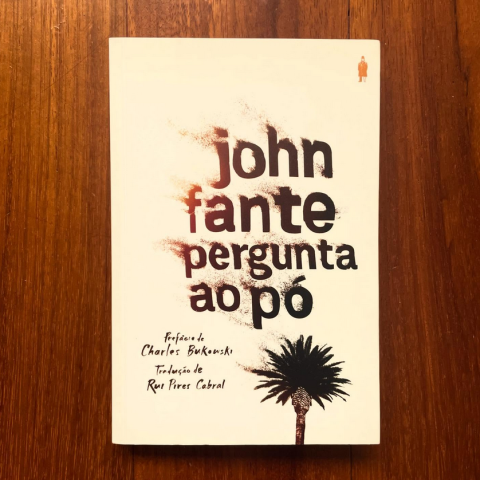 john
fante
pergunta
ao pó
Prefácio de
Charles Bukowski
Tradução de
Rui Pires Cabral